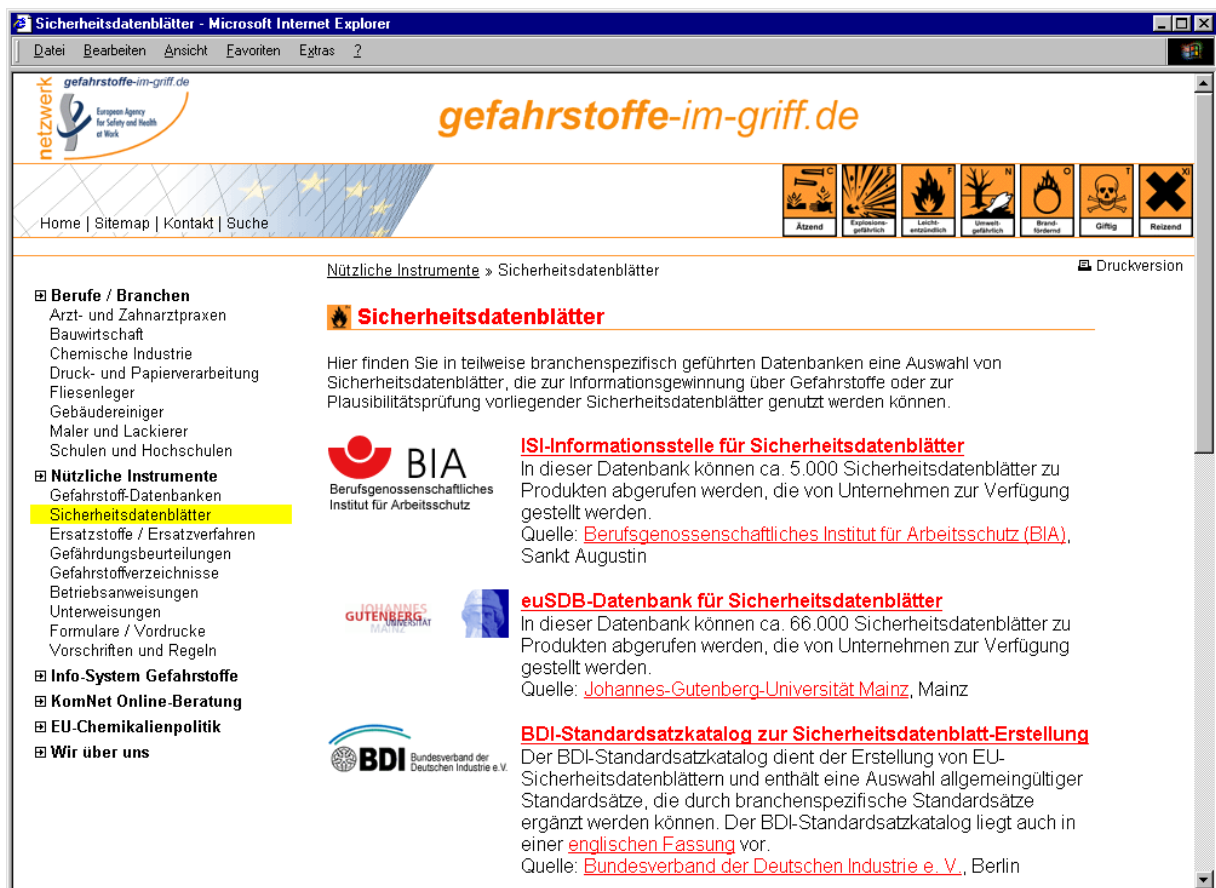 Sicherheitsdatenblätter - Microsoft Internet Explorer
Datei Bearbeiten Ansicht Favoriten Extras ?
netzwerk
gefahrstoffe-im-griff.de
European Agency
for Safety and Health
at Work
gefahrstoffe-im-griff.de
Home | Sitemap | Kontakt | Suche
C
Ätzend
E
Explosions-
gefährlich
F
Leicht-
entzündlich
N
Umwelt-
gefährlich
O
Brand-
fördernd
T
Giftig
Xi
Reizend
Nützliche Instrumente » Sicherheitsdatenblätter
Druckversion
Berufe / Branchen
Arzt- und Zahnarztpraxen
Bauwirtschaft
Chemische Industrie
Druck- und Papierverarbeitung
Fliesenleger
Gebäudereiniger
Maler und Lackierer
Schulen und Hochschulen
Nützliche Instrumente
Gefahrstoff-Datenbanken
Sicherheitsdatenblätter
Ersatzstoffe / Ersatzverfahren
Gefährdungsbeurteilungen
Gefahrstoffverzeichnisse
Betriebsanweisungen
Unterweisungen
Formulare / Vordrucke
Vorschriften und Regeln
Info-System Gefahrstoffe
KomNet Online-Beratung
EU-Chemikalienpolitik
Wir über uns
Sicherheitsdatenblätter
Hier finden Sie in teilweise branchenspezifisch geführten Datenbanken eine Auswahl von
Sicherheitsdatenblätter, die zur Informationsgewinnung über Gefahrstoffe oder zur
Plausibilitätsprüfung vorliegender Sicherheitsdatenblätter genutzt werden können.
BIA
Berufsgenossenschaftliches
Institut für Arbeitsschutz
ISI-Informationsstelle für Sicherheitsdatenblätter
In dieser Datenbank können ca. 5.000 Sicherheitsdatenblätter zu
Produkten abgerufen werden, die von Unternehmen zur Verfügung
gestellt werden.
Quelle: Berufsgenossenschaftliches Institut für Arbeitsschutz (BIA),
Sankt Augustin
JOHANNES
GUTENBERG
UNIVERSITÄT
MAINZ
euSDB-Datenbank für Sicherheitsdatenblätter
In dieser Datenbank können ca. 66.000 Sicherheitsdatenblätter zu
Produkten abgerufen werden, die von Unternehmen zur Verfügung
gestellt werden.
Quelle: Johannes-Gutenberg-Universität Mainz, Mainz
BDI
Bundesverband der
Deutschen Industrie e.V.
BDI-Standardsatzkatalog zur Sicherheitsdatenblatt-Erstellung
Der BDI-Standardsatzkatalog dient der Erstellung von EU-
Sicherheitsdatenblättern und enthält eine Auswahl allgemeingültiger
Standardsätze, die durch branchenspezifische Standardsätze
ergänzt werden können. Der BDI-Standardsatzkatalog liegt auch in
einer englischen Fassung vor.
Quelle: Bundesverband der Deutschen Industrie e. V., Berlin